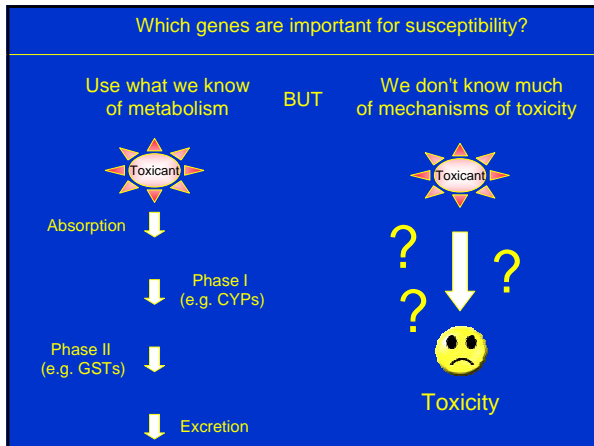 Which genes are important for susceptibility?
Use what we know
of metabolism
BUT
We don't know much
of mechanisms of toxicity
Toxicant
Absorption
Phase I
(e.g. CYPs)
Phase II
(e.g. GSTs)
Excretion
Toxicant
?
?
?
Toxicity